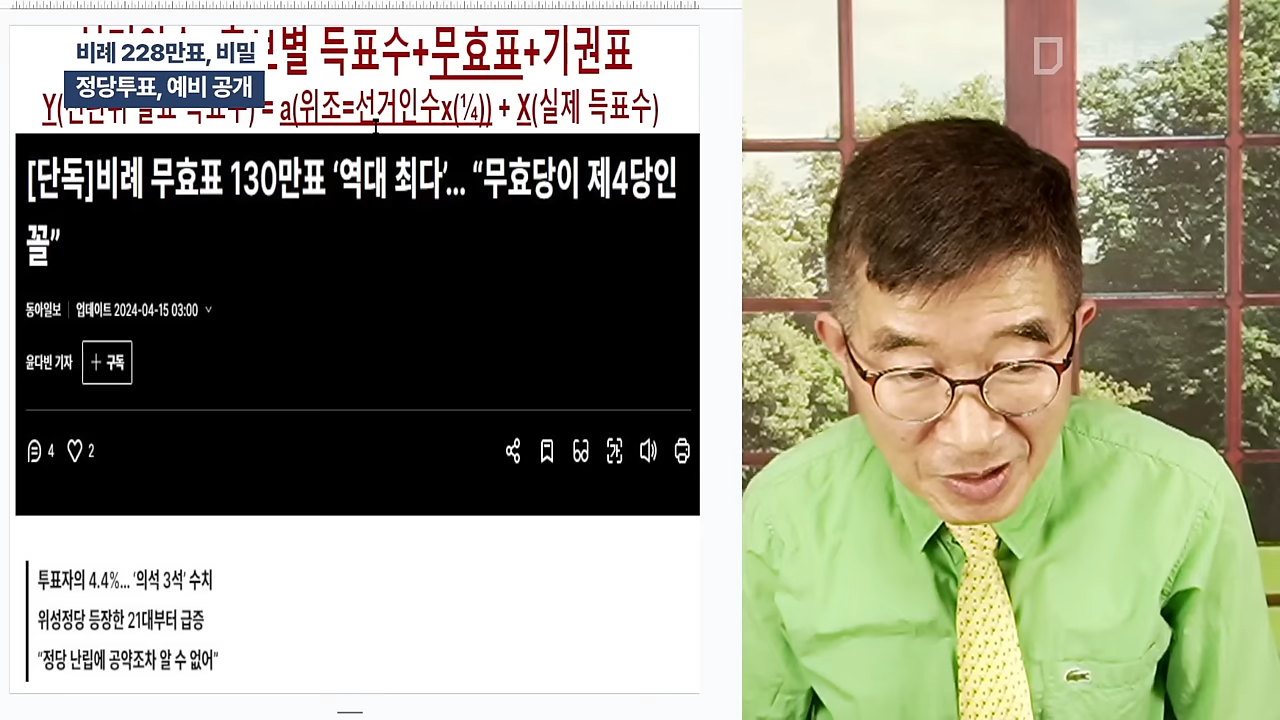 별 득표수+무효표+기권표
비례 228만표, 비밀
정당투표, 예비 공개
= a(위조=선거인수x(¼)) + X(실제 득표수)
[단독]비례 무효표 130만표 ‘역대 최다’... “무효당이 제4당인
꼴”
동아일보 업데이트 2024-04-15 03:00
윤다빈 기자 + 구독
4 2
가
투표자의 4.4%... ‘의석 3석’ 수치
위성정당 등장한 21대부터 급증
“정당 난립에 공약조차 알 수 없어”